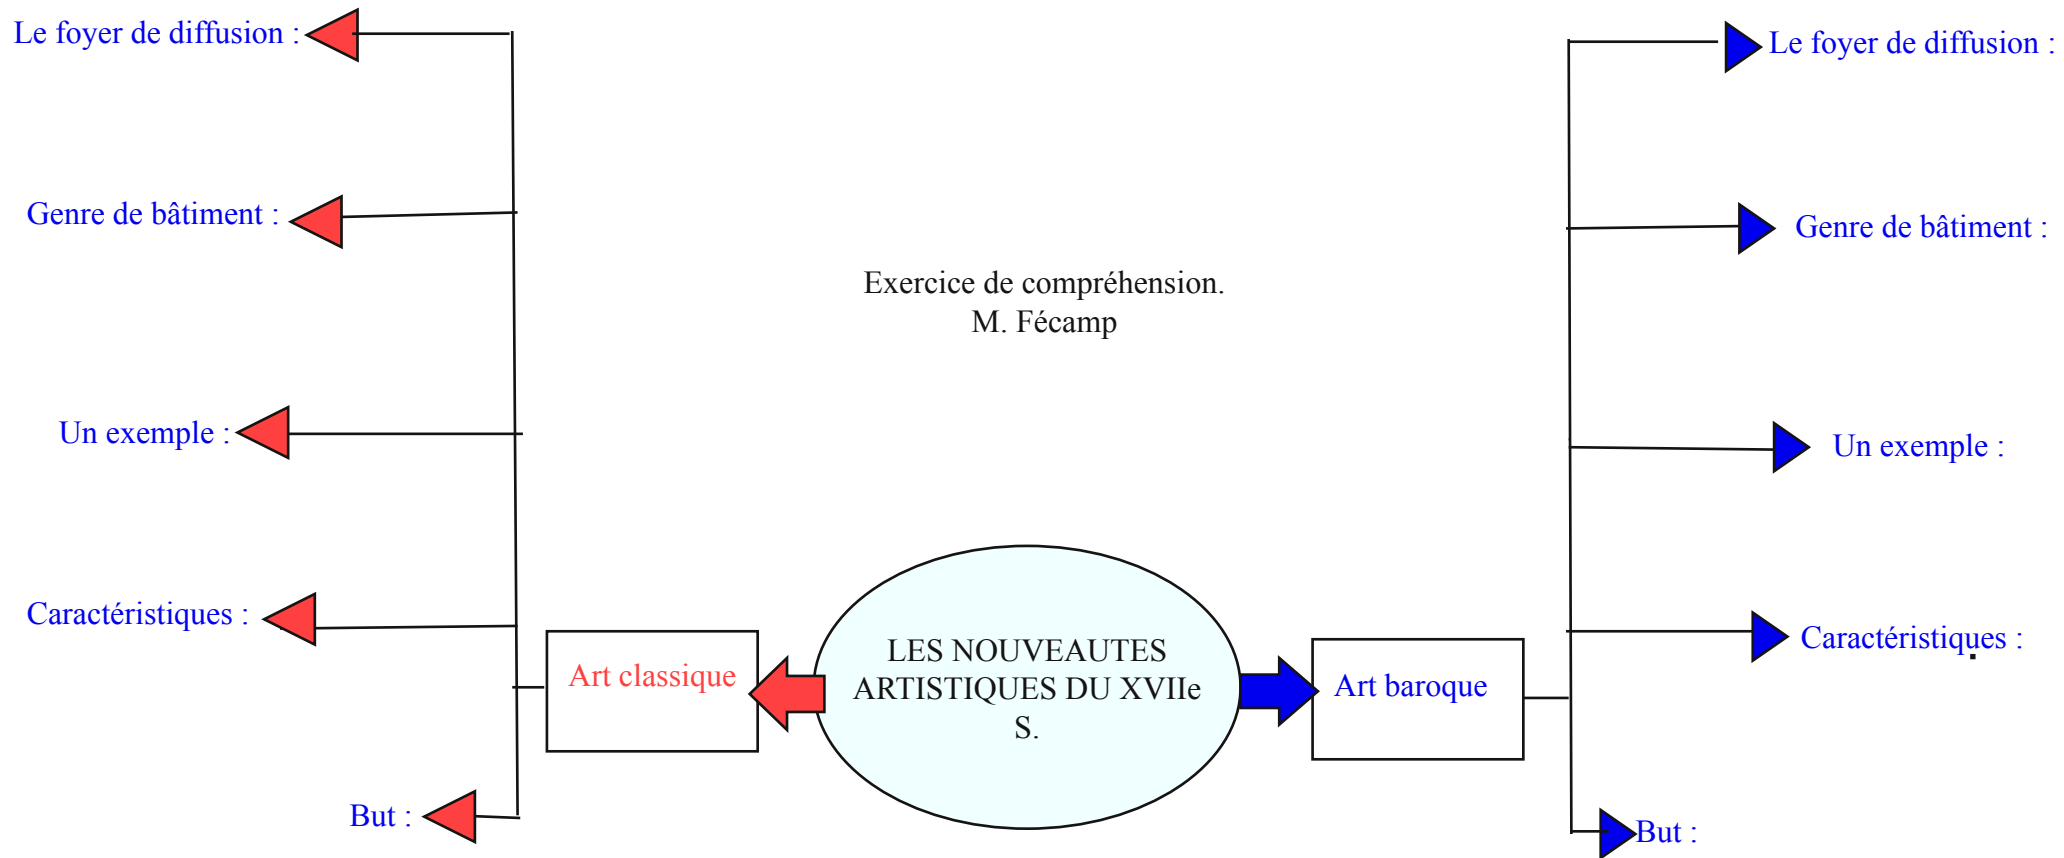 Le foyer de diffusion :
Genre de bâtiment :
Un exemple :
Caractéristiques :
But :
Exercice de compréhension.
M. Fécamp
Art classique
LES NOUVEAUTES
ARTISTIQUES DU XVIIe
S.
Art baroque
Le foyer de diffusion :
Genre de bâtiment :
Un exemple :
Caractéristiques :
But :